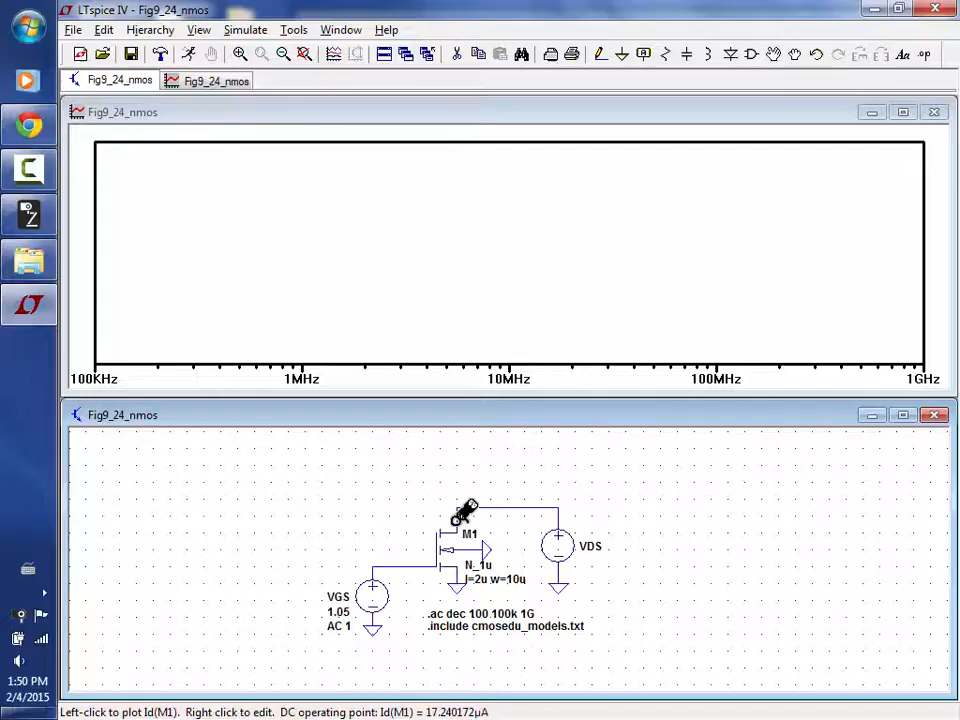 LTspice IV - Fig9_24_nmos
File Edit Hierarchy View Simulate Tools Window Help
Aa .op
Fig9_24_nmos Fig9_24_nmos
Fig9_24_nmos
100KHz 1MHz 10MHz 100MHz 1GHz
Fig9_24_nmos
M1
VDS
N_1u
l=2u w=10u
VGS
1.05
AC 1
.ac dec 100 100k 1G
.include cmosedu_models.txt
1:50 PM
2/4/2015
Left-click to plot Id(M1). Right click to edit. DC operating point: Id(M1) = 17.240172µA